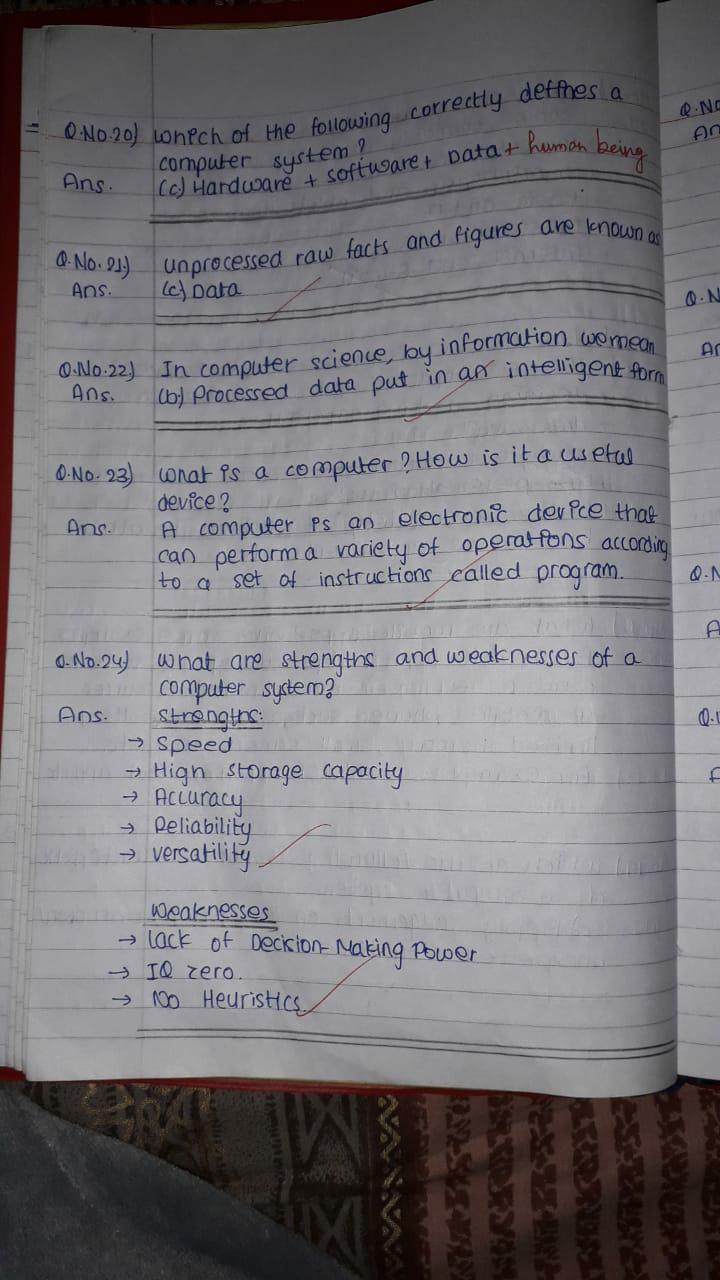 Q.No.20) which of the following correctly defines a
computer system?
Ans. (c) Hardware + software + Data + human being
Q.No.21) unprocessed raw facts and figures are known as
Ans. (c) Data
Q.No.22) In computer science, by information we mean
Ans. (b) Processed data put in an intelligent form
Q.No.23) what is a computer? How is it a useful
device?
Ans. A computer is an electronic device that
can perform a variety of operations according
to a set of instructions called program.
Q.No.24) what are strengths and weaknesses of a
computer system?
Ans. strengths:
→ speed
→ High storage capacity
→ Accuracy
→ Reliability
→ versatility
weaknesses
→ lack of Decision-Making Power
→ IQ zero.
→ No Heuristics.
Q.No
An
Q.N
An
Q.N
A
Q.